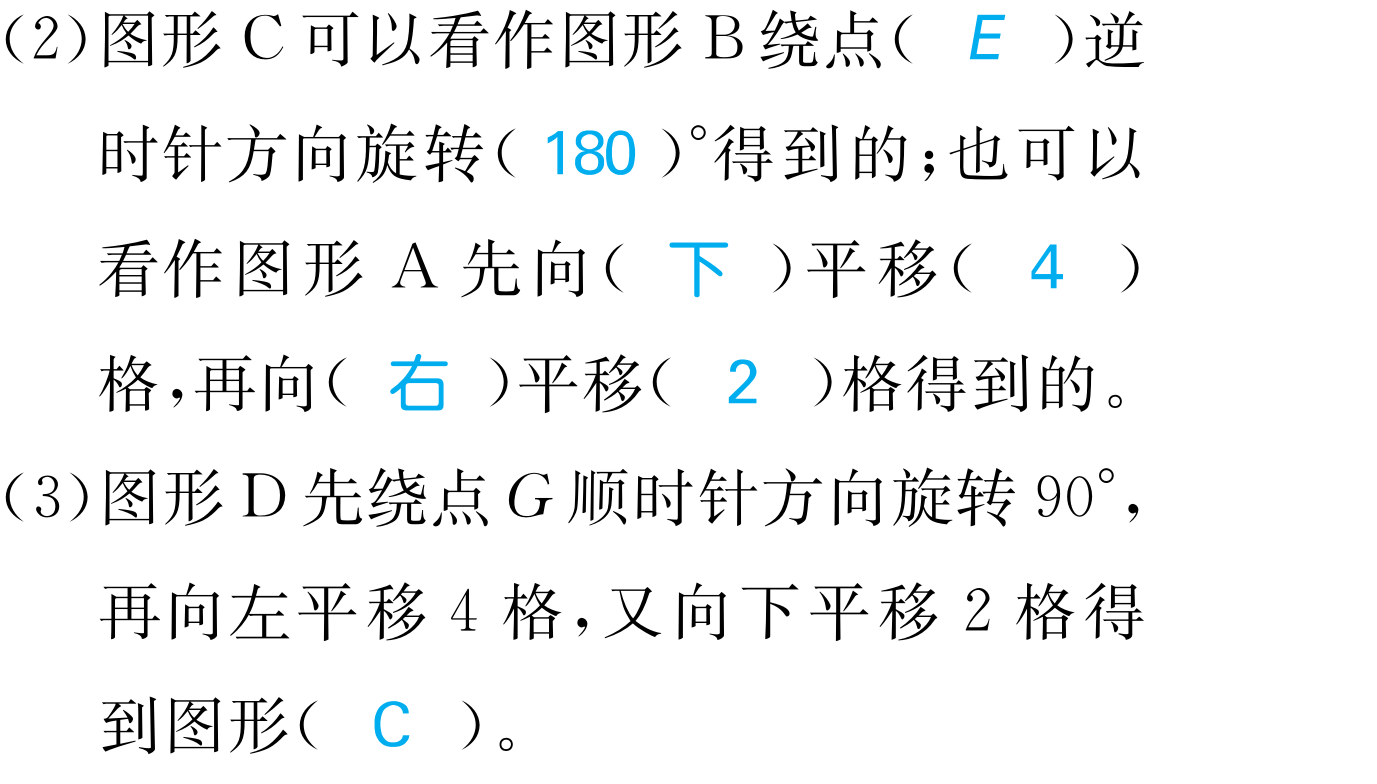 (2)图形 C 可以看作图形 B 绕点( E )逆
时针方向旋转( 180 )°得到的;也可以
看作图形 A 先向( 下 )平移( 4 )
格,再向( 右 )平移( 2 )格得到的。
(3)图形 D 先绕点 G 顺时针方向旋转 90°,
再向左平移 4 格,又向下平移 2 格得
到图形( C )。